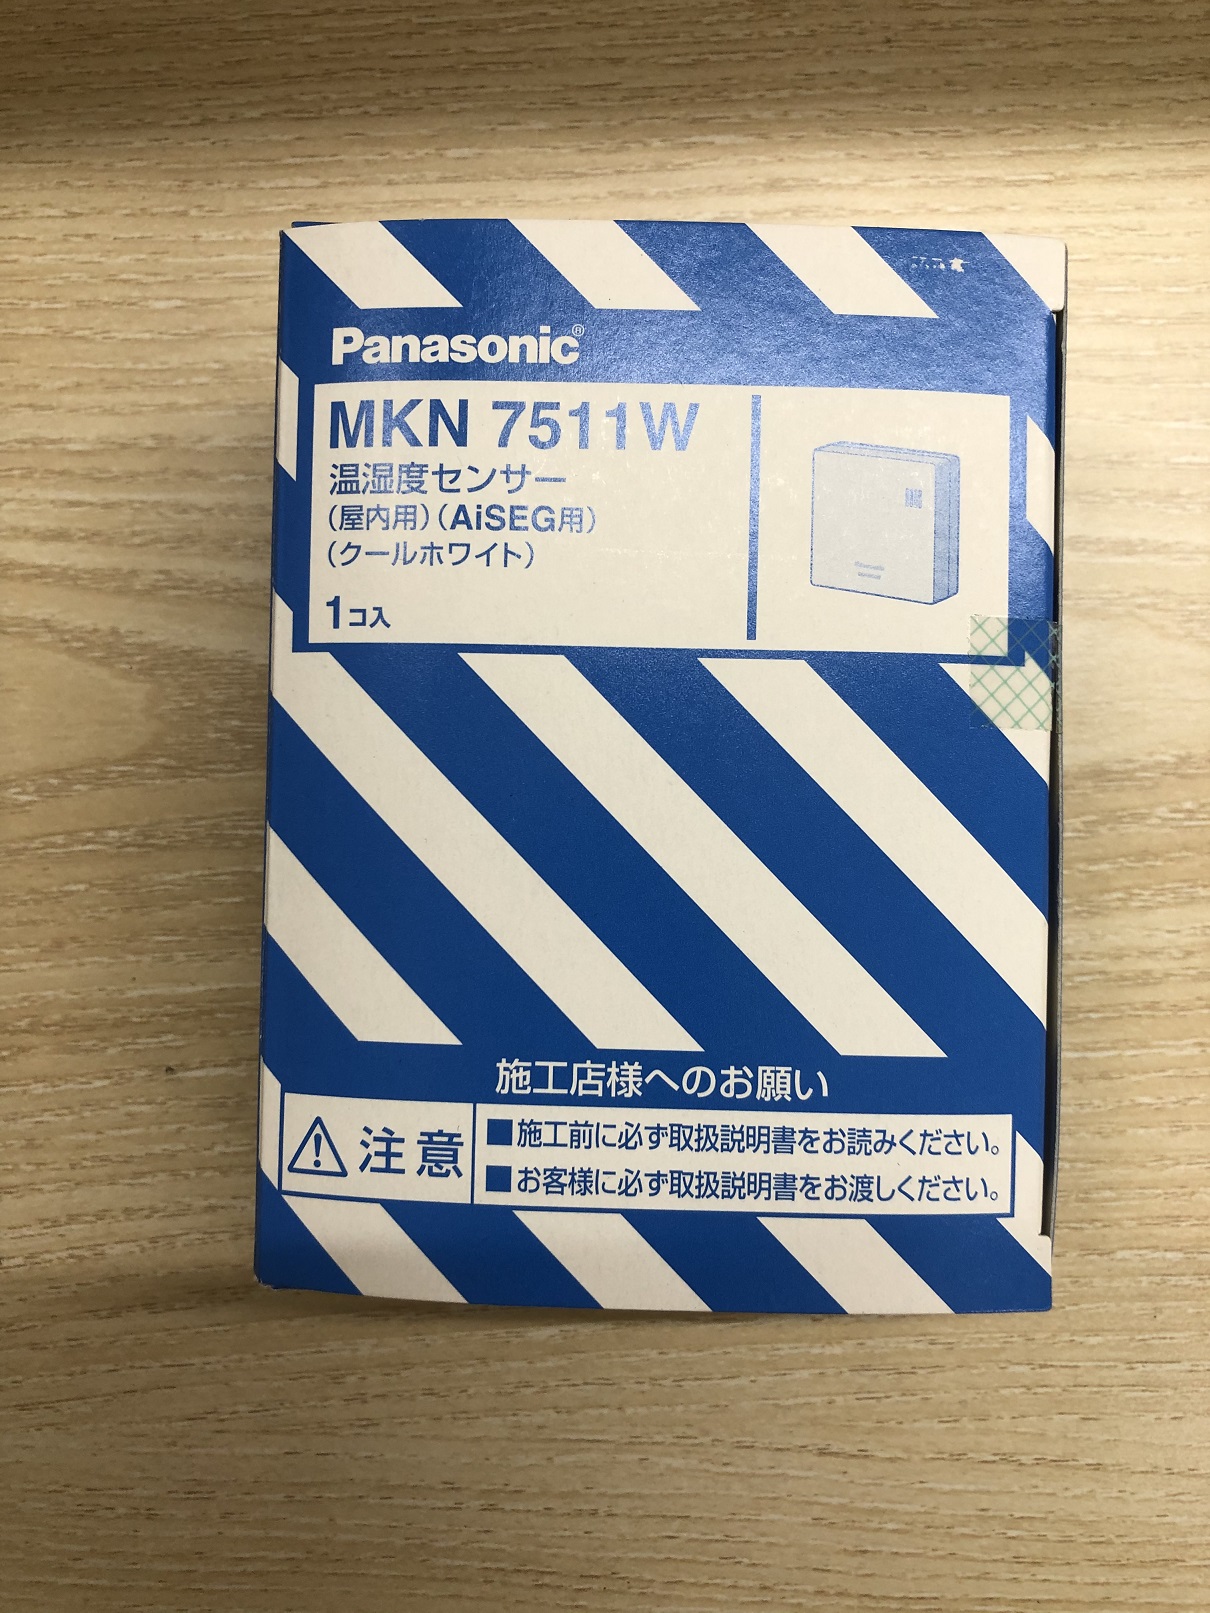 Panasonic®
MKN 7511W
温湿度センサー
(屋内用)(AiSEG用)
(クールホワイト)
1コ入
Panasonic
施工店様へのお願い
⚠注意
■施工前に必ず取扱説明書をお読みください。
■お客様に必ず取扱説明書をお渡しください。